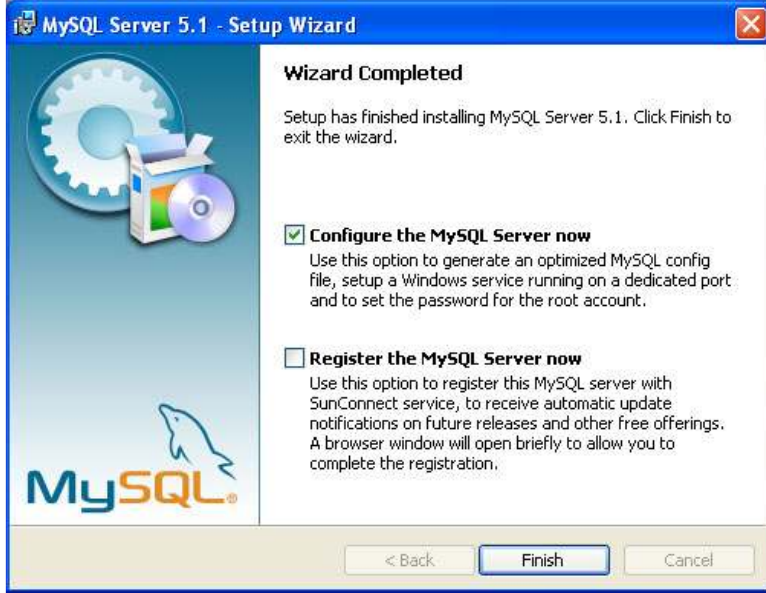 MySQL Server 5.1 - Setup Wizard
Wizard Completed
Setup has finished installing MySQL Server 5.1. Click Finish to
exit the wizard.
Configure the MySQL Server now
Use this option to generate an optimized MySQL config
file, setup a Windows service running on a dedicated port
and to set the password for the root account.
Register the MySQL Server now
Use this option to register this MySQL server with
SunConnect service, to receive automatic update
notifications on future releases and other free offerings.
A browser window will open briefly to allow you to
complete the registration.
MySQL®
< Back
Finish
Cancel